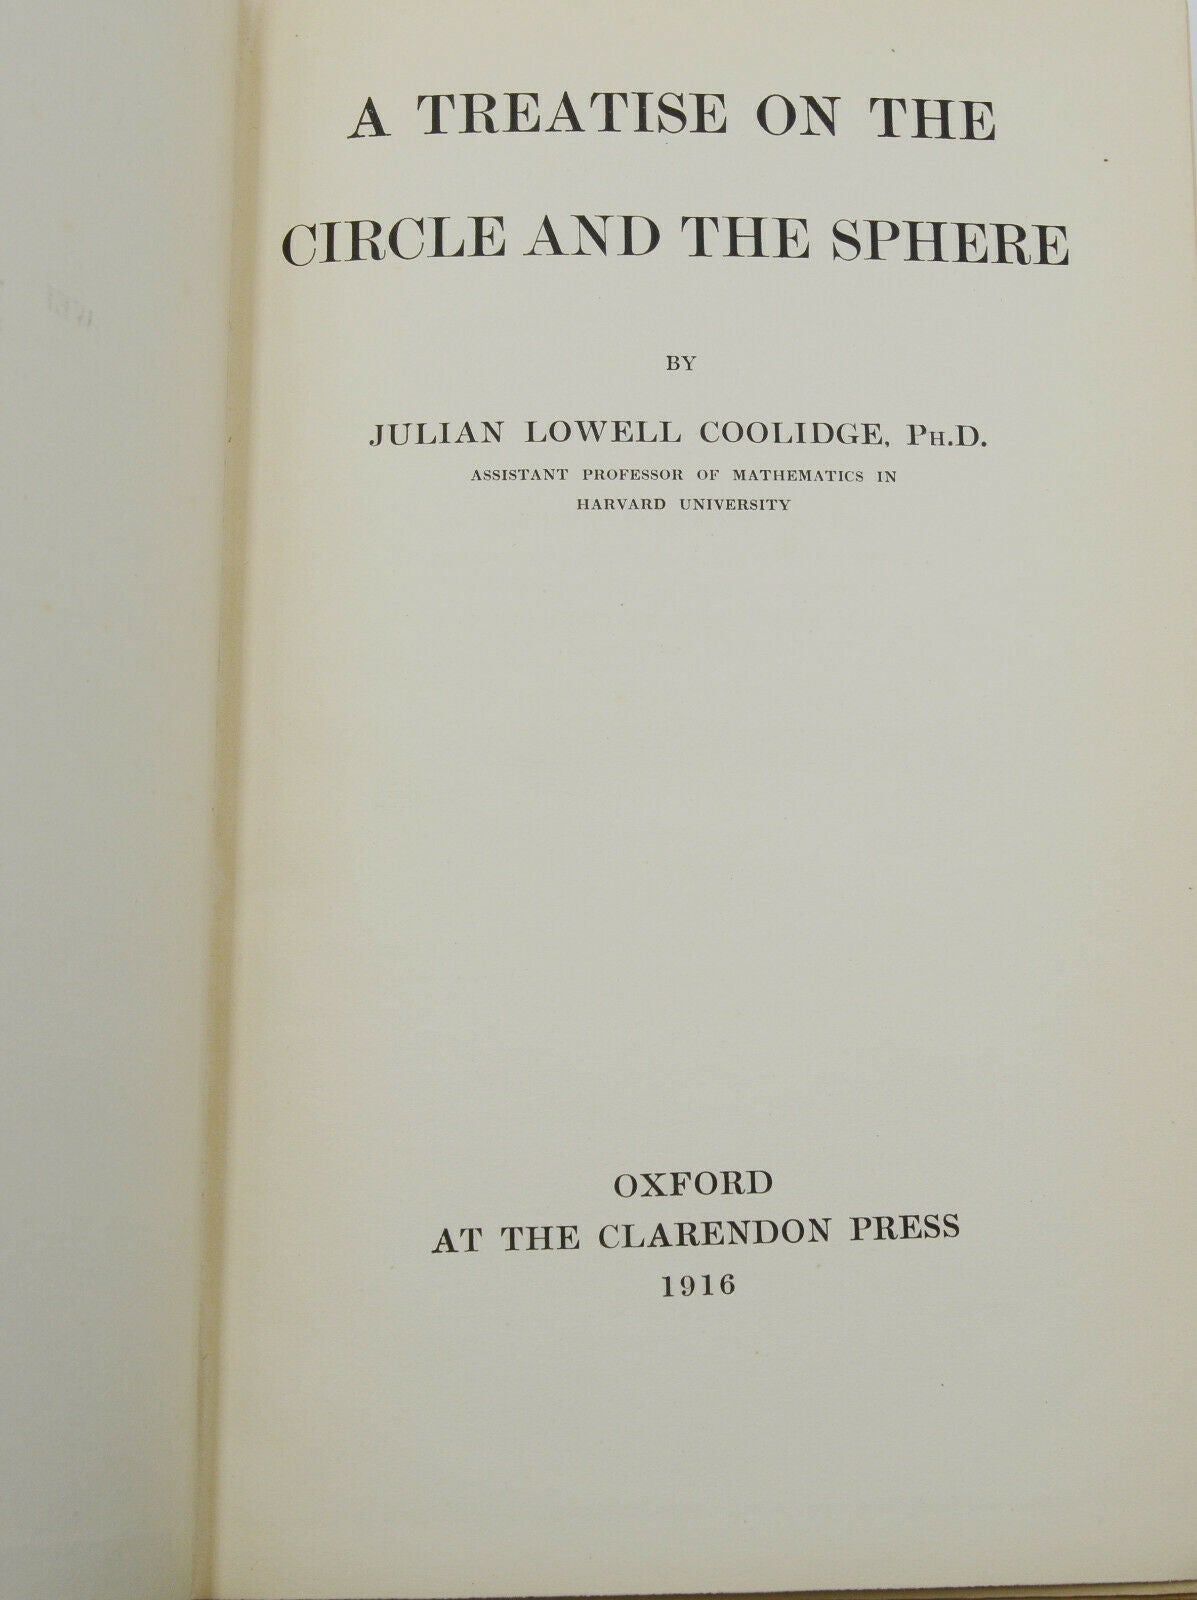 A TREATISE ON THE
CIRCLE AND THE SPHERE
BY
JULIAN LOWELL COOLIDGE, Ph.D.
ASSISTANT PROFESSOR OF MATHEMATICS IN
HARVARD UNIVERSITY
OXFORD
AT THE CLARENDON PRESS
1916